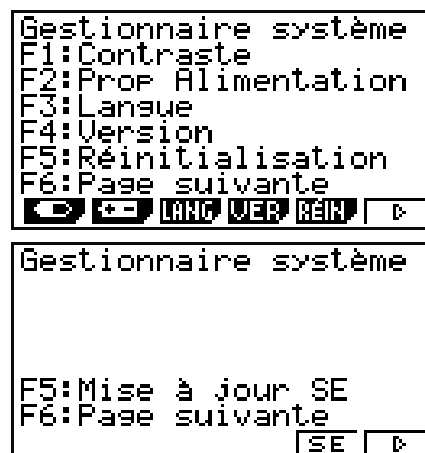 Gestionnaire système
F1:Contraste
F2:Prop Alimentation
F3:Langue
F4:Version
F5:Réinitialisation
F6:Page suivante
LANG VER RÉIN
Gestionnaire système
F5:Mise à jour SE
F6:Page suivante
SE